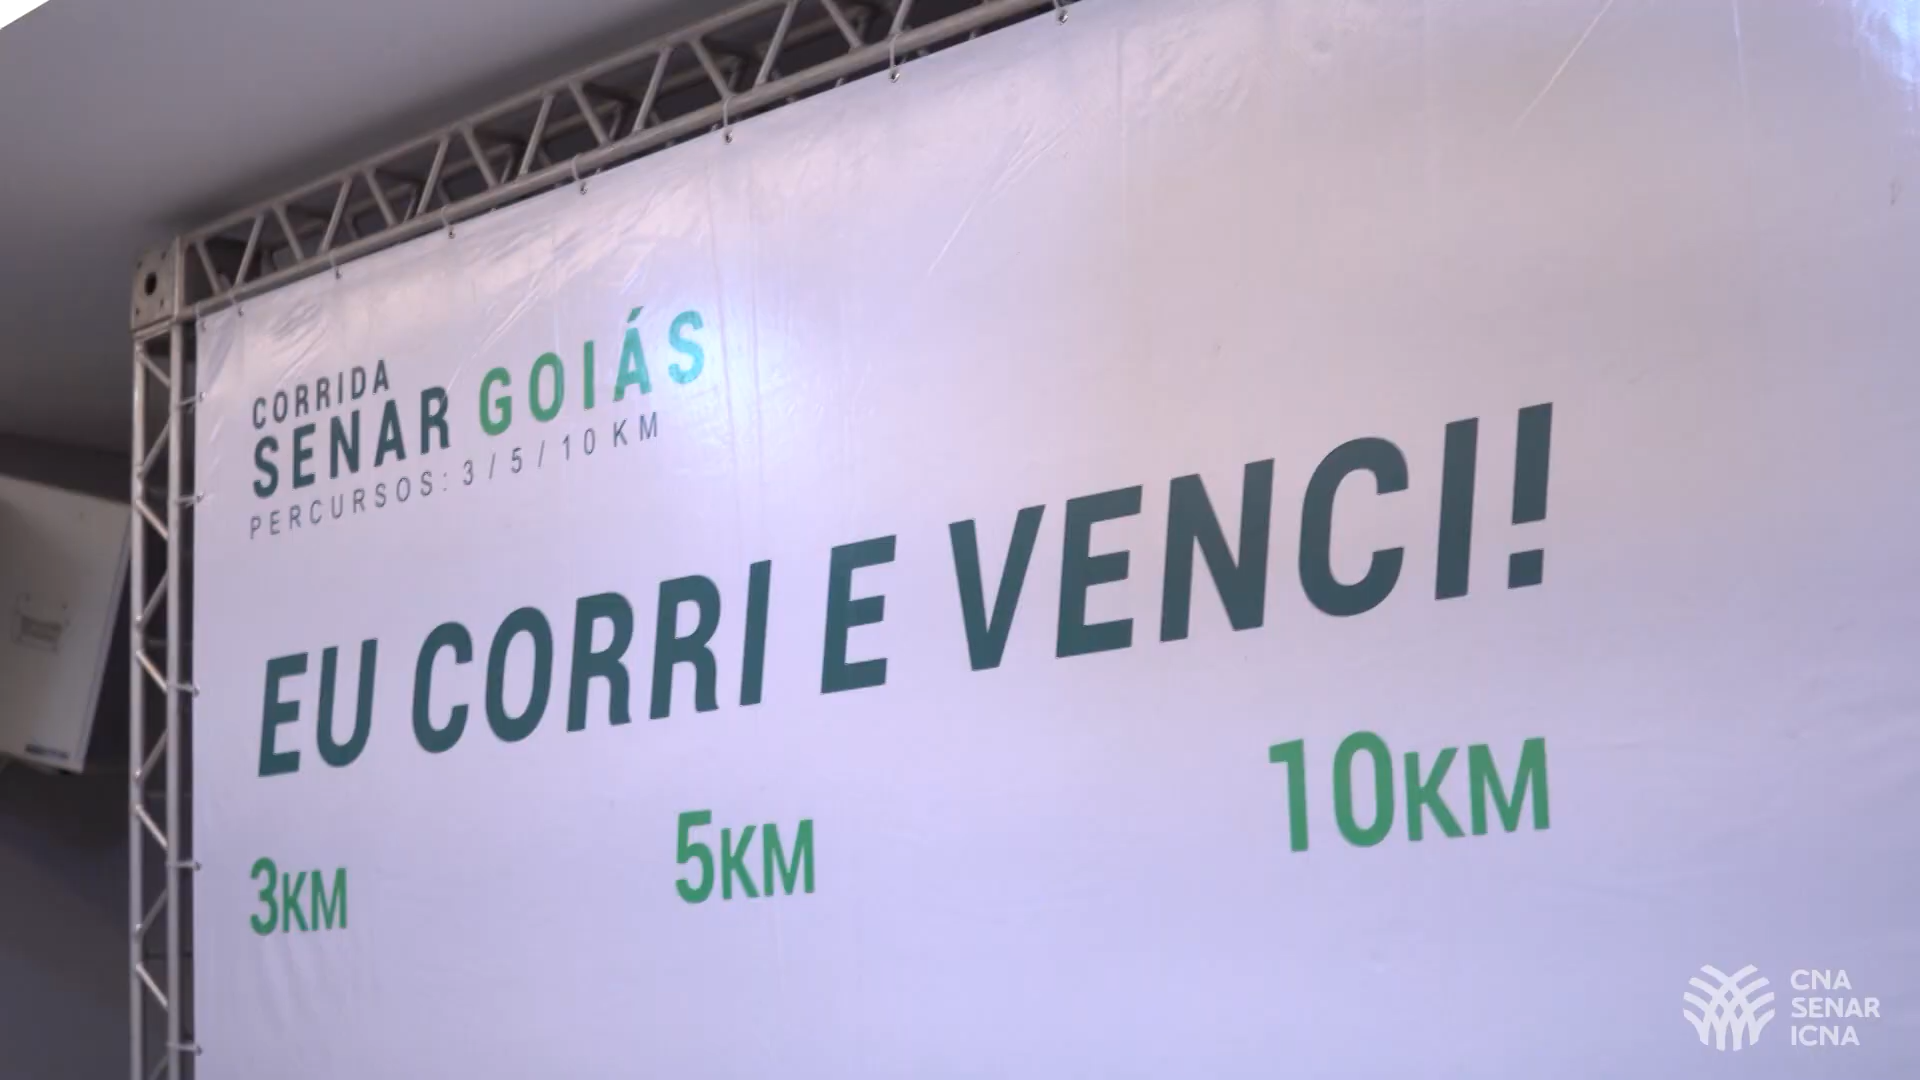 CORRIDA
SENAR GOIÁS
PERCURSOS: 3 / 5 / 10 KM
EU CORRI E VENCI!
3KM
5KM
10KM
CNA
SENAR
ICNA